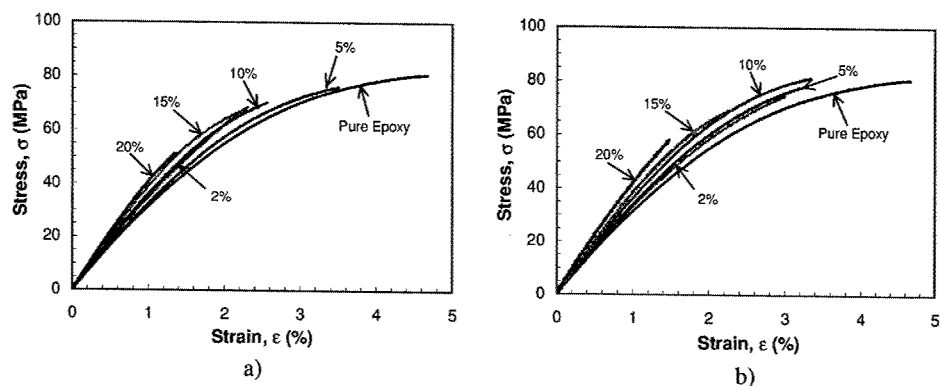 100
80
60
40
20
0
Stress, σ (MPa)
5%
10%
15%
20%
2%
Pure Epoxy
0 1 2 3 4 5
Strain, ε (%)
a)
100
80
60
40
20
0
Stress, σ (MPa)
10%
5%
15%
20%
2%
Pure Epoxy
0 1 2 3 4 5
Strain, ε (%)
b)